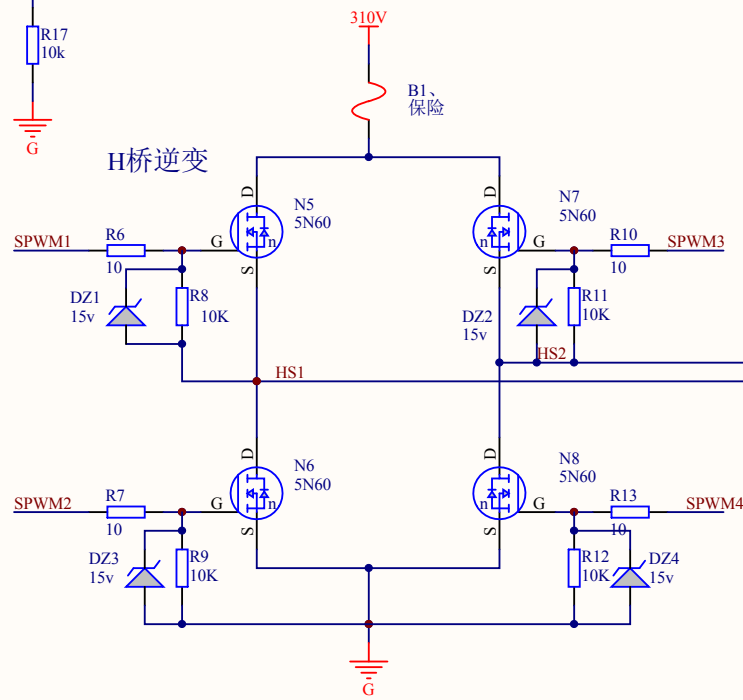 R17
10k
G
310V
B1、
保险
H桥逆变
D
N5
5N60
n
G
S
SPWM1
R6
10
DZ1
15v
R8
10K
D
N7
5N60
n
G
S
R10
10
SPWM3
DZ2
15v
R11
10K
HS2
HS1
D
N6
5N60
n
G
S
SPWM2
R7
10
DZ3
15v
R9
10K
D
N8
5N60
n
G
S
R13
10
SPWM4
R12
10K
DZ4
15v
G